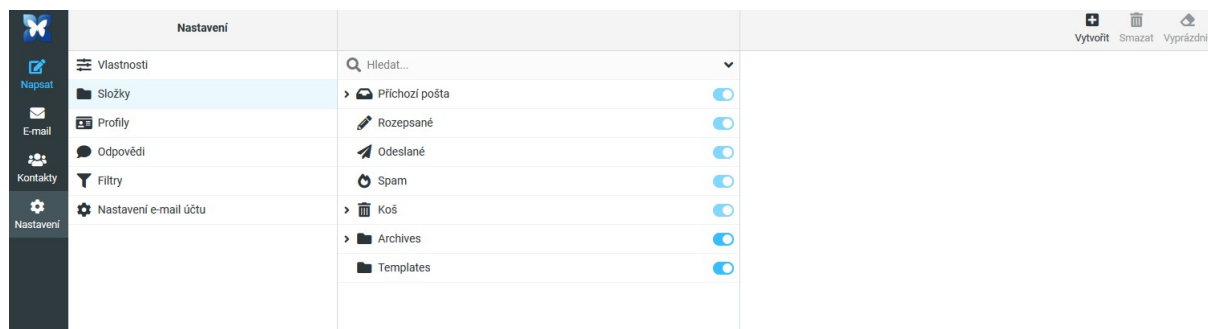 Nastavení
Vytvořit
Smazat
Vyprázdni
Napsat
E-mail
Kontakty
Nastavení
Vlastnosti
Složky
Profily
Odpovědi
Filtry
Nastavení e-mail účtu
Hledat...
Příchozí pošta
Rozepsané
Odeslané
Spam
Koš
Archives
Templates